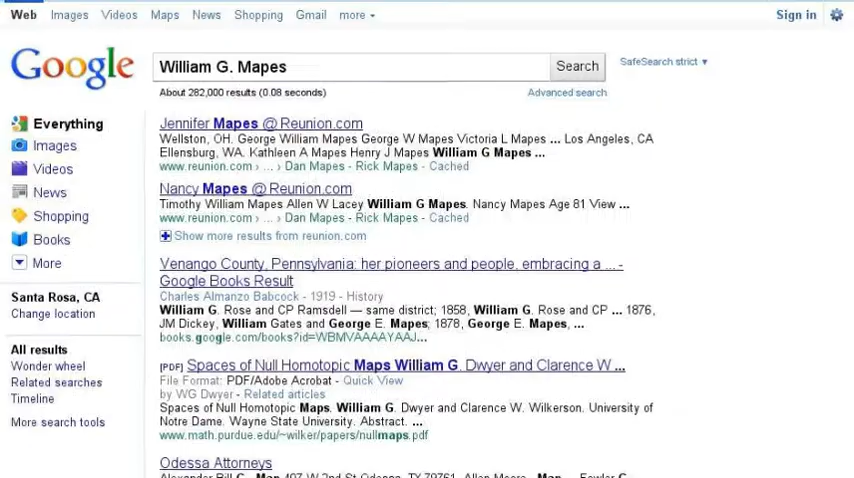 Web Images Videos Maps News Shopping Gmail more Sign in
Google
William G. Mapes Search SafeSearch strict
About 282,000 results (0.08 seconds) Advanced search
Everything
Images
Videos
News
Shopping
Books
More
Santa Rosa, CA
Change location
All results
Wonder wheel
Related searches
Timeline
More search tools
Jennifer Mapes @ Reunion.com
Wellston, OH. George William Mapes George W Mapes Victoria L Mapes ... Los Angeles, CA
Ellensburg, WA. Kathleen A Mapes Henry J Mapes William G Mapes ...
www.reunion.com › ... › Dan Mapes - Rick Mapes - Cached
Nancy Mapes @ Reunion.com
Timothy William Mapes Allen W Lacey William G Mapes. Nancy Mapes Age 81 View ...
www.reunion.com › ... › Dan Mapes - Rick Mapes - Cached
Show more results from reunion.com
Venango County, Pennsylvania: her pioneers and people, embracing a ... -
Google Books Result
Charles Almanzo Babcock - 1919 - History
William G. Rose and CP Ramsdell — same district; 1858, William G. Rose and CP ... 1876,
JM Dickey, William Gates and George E. Mapes; 1878, George E. Mapes, ...
books.google.com/books?id=WBMVAAAAYAAJ...
[PDF] Spaces of Null Homotopic Maps William G. Dwyer and Clarence W ...
File Format: PDF/Adobe Acrobat - Quick View
by WG Dwyer - Related articles
Spaces of Null Homotopic Maps. William G. Dwyer and Clarence W. Wilkerson. University of
Notre Dame. Wayne State University. Abstract. ...
www.math.purdue.edu/~wilker/papers/nullmaps.pdf
Odessa Attorneys